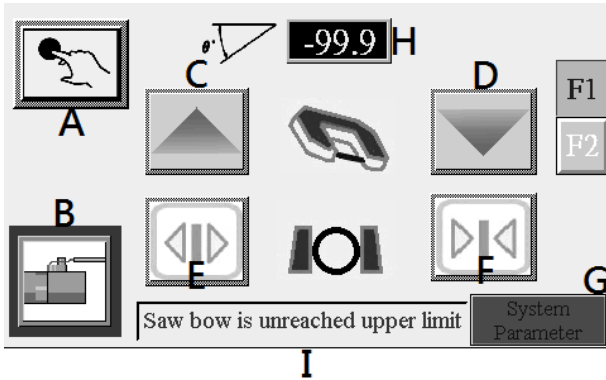 θ° -99.9 H
C D
A
F1
F2
B
E F
G
Saw bow is unreached upper limit
System
Parameter
I